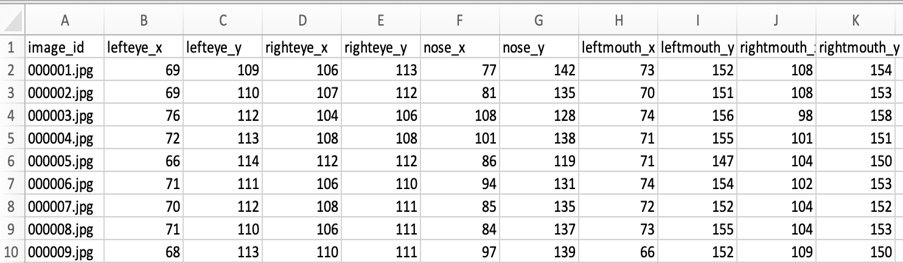 A B C D E F G H I J K
1 image_id lefteye_x lefteye_y righteye_x righteye_y nose_x nose_y leftmouth_x leftmouth_y rightmouth_ rightmouth_y
2 000001.jpg 69 109 106 113 77 142 73 152 108 154
3 000002.jpg 69 110 107 112 81 135 70 151 108 153
4 000003.jpg 76 112 104 106 108 128 74 156 98 158
5 000004.jpg 72 113 108 108 101 138 71 155 101 151
6 000005.jpg 66 114 112 112 86 119 71 147 104 150
7 000006.jpg 71 111 106 110 94 131 74 154 102 153
8 000007.jpg 70 112 108 111 85 135 72 152 104 152
9 000008.jpg 71 110 106 111 84 137 73 155 104 153
10 000009.jpg 68 113 110 111 97 139 66 152 109 150